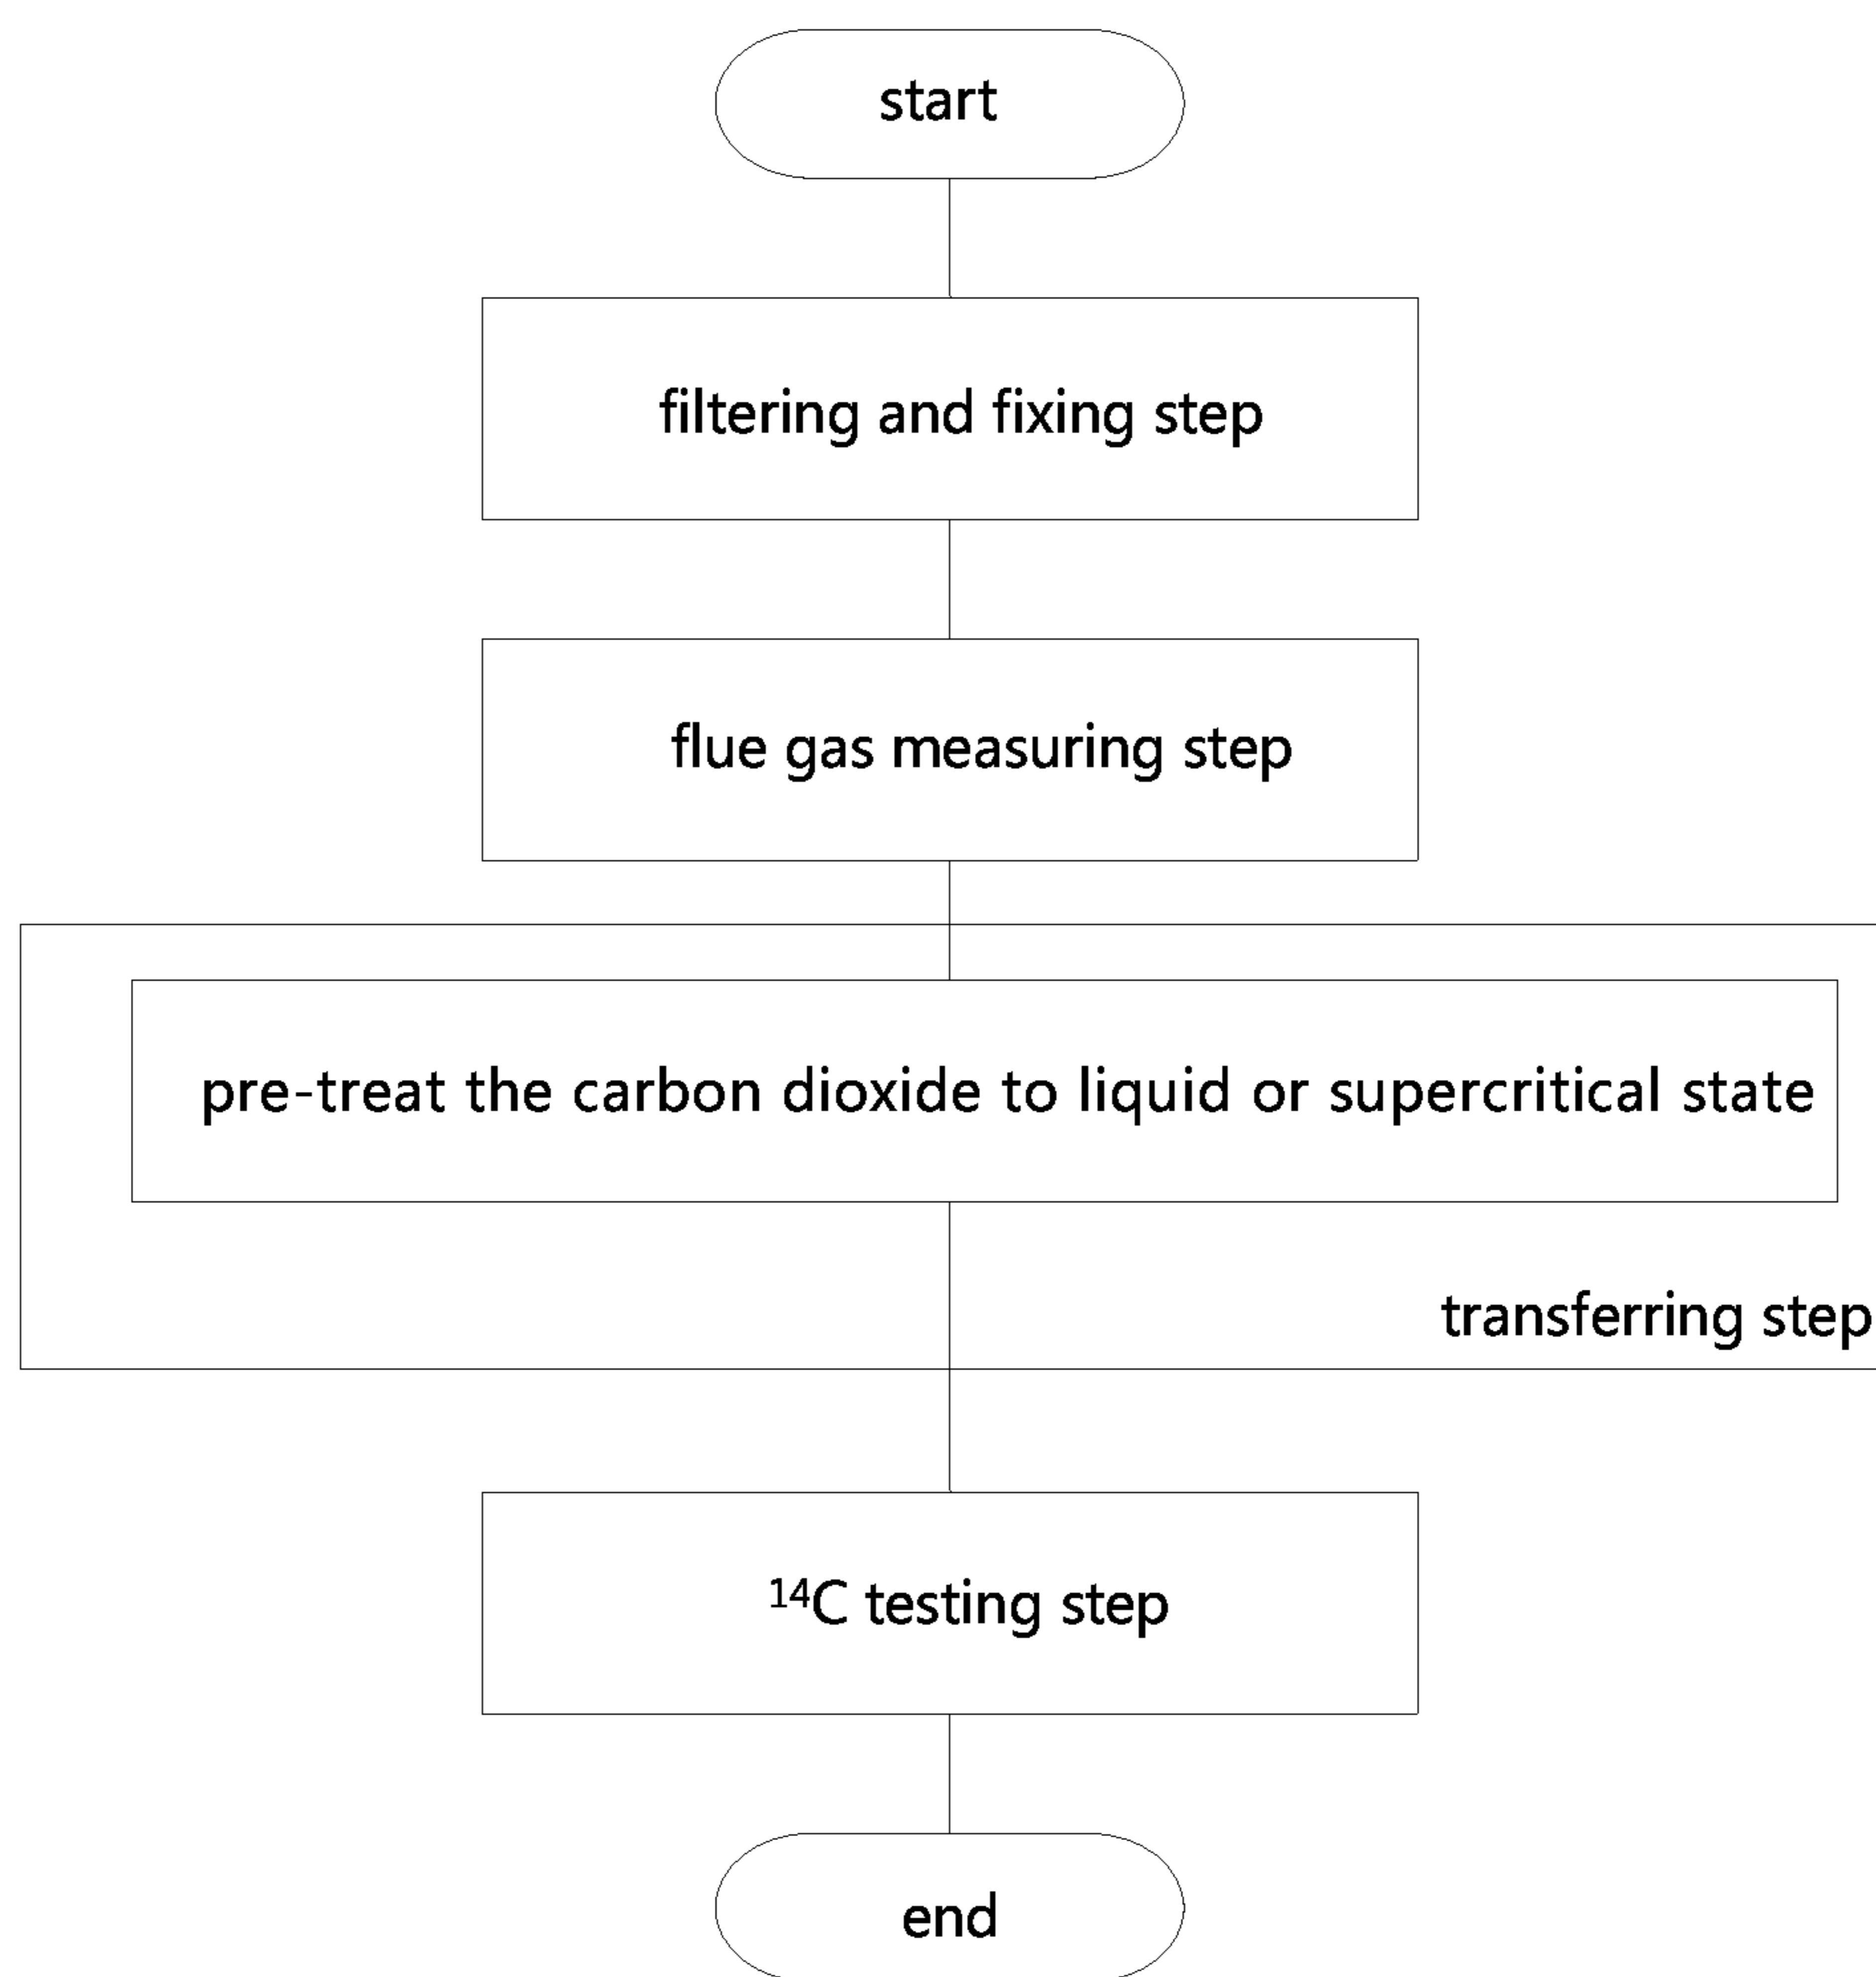 start
filtering and fixing step
flue gas measuring step
pre-treat the carbon dioxide to liquid or supercritical state
transferring step
¹⁴C testing step
end